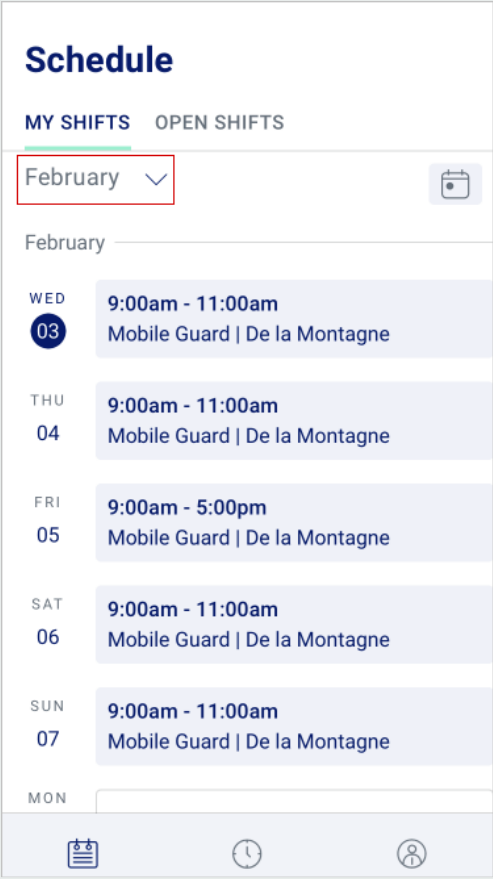 Schedule
MY SHIFTS OPEN SHIFTS
February
February
WED
03
9:00am - 11:00am
Mobile Guard | De la Montagne
THU
04
9:00am - 11:00am
Mobile Guard | De la Montagne
FRI
05
9:00am - 5:00pm
Mobile Guard | De la Montagne
SAT
06
9:00am - 11:00am
Mobile Guard | De la Montagne
SUN
07
9:00am - 11:00am
Mobile Guard | De la Montagne
MON